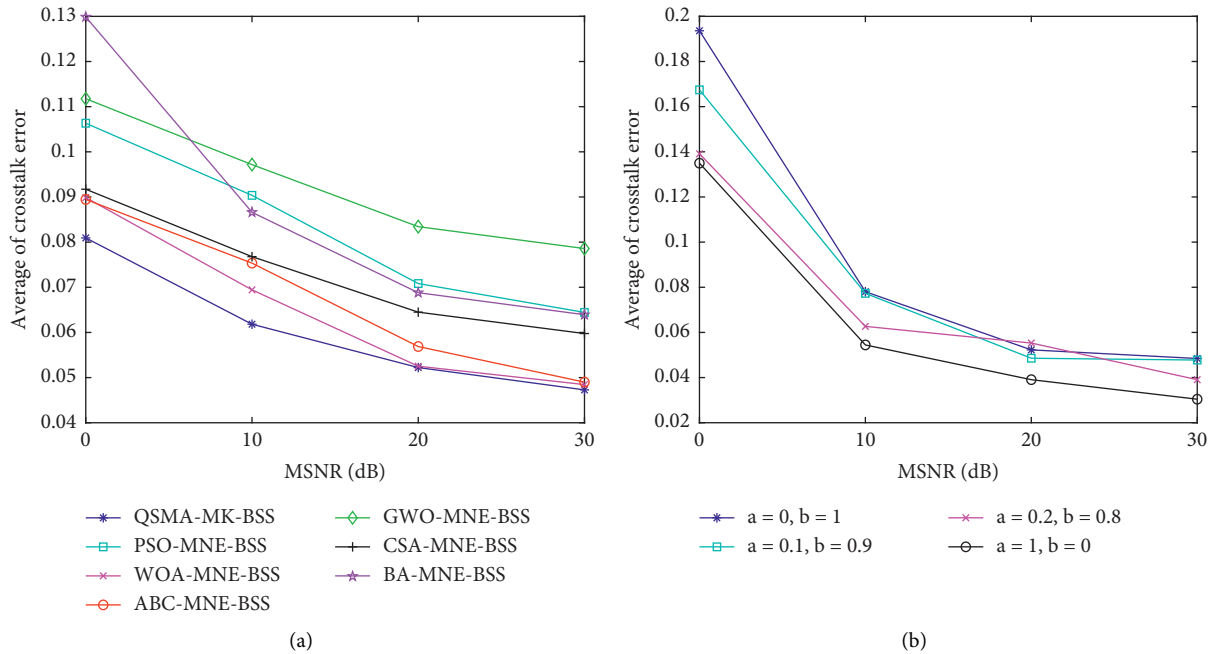 0.13
0.12
0.11
0.1
0.09
0.08
0.07
0.06
0.05
0.04
Average of crosstalk error
0 10 20 30
MSNR (dB)
QSMA-MK-BSS
PSO-MNE-BSS
WOA-MNE-BSS
ABC-MNE-BSS
GWO-MNE-BSS
CSA-MNE-BSS
BA-MNE-BSS
(a)
0.2
0.18
0.16
0.14
0.12
0.1
0.08
0.06
0.04
0.02
Average of crosstalk error
0 10 20 30
MSNR (dB)
a = 0, b = 1
a = 0.1, b = 0.9
a = 0.2, b = 0.8
a = 1, b = 0
(b)